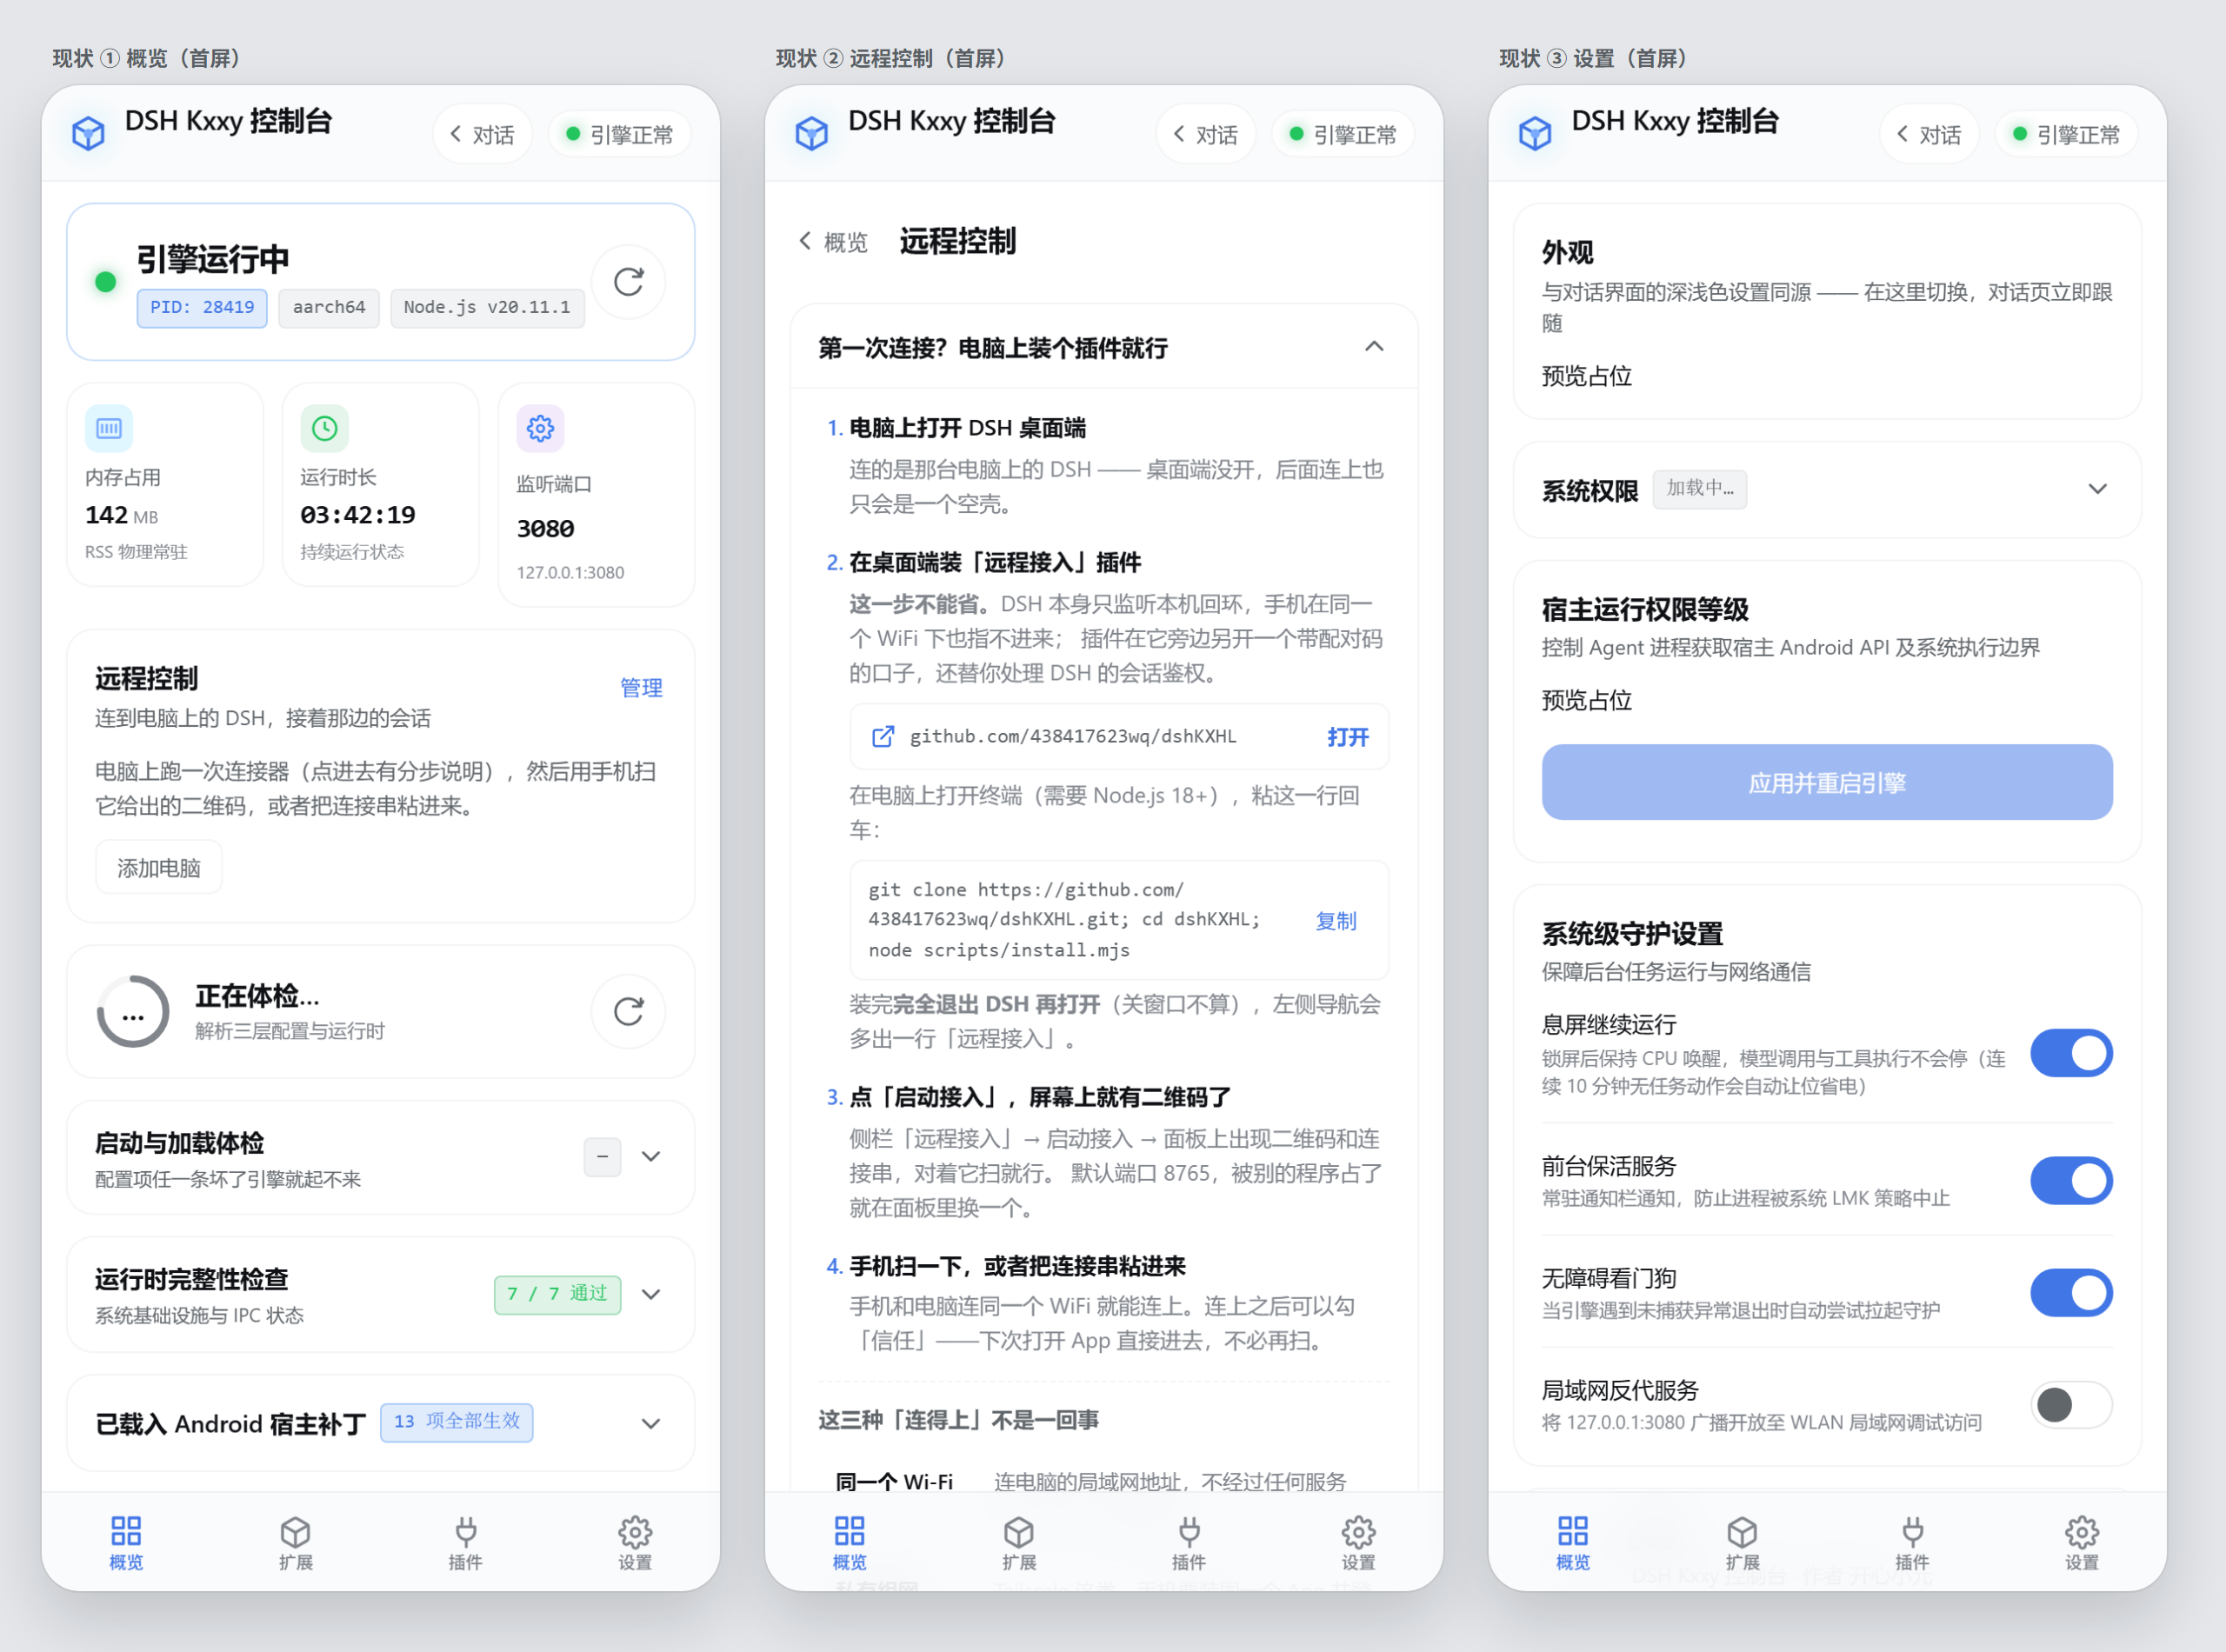 现状 ① 概览（首屏）
DSH Kxxy 控制台
对话
引擎正常
引擎运行中
PID: 28419
aarch64
Node.js v20.11.1
内存占用
142 MB
RSS 物理常驻
运行时长
03:42:19
持续运行状态
监听端口
3080
127.0.0.1:3080
远程控制
管理
连到电脑上的 DSH，接着那边的会话
电脑上跑一次连接器（点进去有分步说明），然后用手机扫
它给出的二维码，或者把连接串粘进来。
添加电脑
...
正在体检...
解析三层配置与运行时
启动与加载体检
配置项任一条坏了引擎就起不来
–
运行时完整性检查
系统基础设施与 IPC 状态
7 / 7 通过
已载入 Android 宿主补丁
13 项全部生效
概览
扩展
插件
设置
现状 ② 远程控制（首屏）
DSH Kxxy 控制台
对话
引擎正常
概览
远程控制
第一次连接？电脑上装个插件就行
1. 电脑上打开 DSH 桌面端
连的是那台电脑上的 DSH —— 桌面端没开，后面连上也
只会是一个空壳。
2. 在桌面端装「远程接入」插件
这一步不能省。DSH 本身只监听本机回环，手机在同一
个 WiFi 下也指不进来； 插件在它旁边另开一个带配对码
的口子，还替你处理 DSH 的会话鉴权。
github.com/438417623wq/dshKXHL
打开
在电脑上打开终端（需要 Node.js 18+），粘这一行回
车：
git clone https://github.com/
438417623wq/dshKXHL.git; cd dshKXHL;
node scripts/install.mjs
复制
装完完全退出 DSH 再打开（关窗口不算），左侧导航会
多出一行「远程接入」。
3. 点「启动接入」，屏幕上就有二维码了
侧栏「远程接入」→ 启动接入 → 面板上出现二维码和连
接串，对着它扫就行。 默认端口 8765，被别的程序占了
就在面板里换一个。
4. 手机扫一下，或者把连接串粘进来
手机和电脑连同一个 WiFi 就能连上。连上之后可以勾
「信任」——下次打开 App 直接进去，不必再扫。
这三种「连得上」不是一回事
同一个 Wi-Fi
连电脑的局域网地址，不经过任何服务
概览
扩展
插件
设置
私有组网
现状 ③ 设置（首屏）
DSH Kxxy 控制台
对话
引擎正常
外观
与对话界面的深浅色设置同源 —— 在这里切换，对话页立即跟
随
预览占位
系统权限
加载中...
宿主运行权限等级
控制 Agent 进程获取宿主 Android API 及系统执行边界
预览占位
应用并重启引擎
系统级守护设置
保障后台任务运行与网络通信
息屏继续运行
锁屏后保持 CPU 唤醒，模型调用与工具执行不会停（连
续 10 分钟无任务动作会自动让位省电）
前台保活服务
常驻通知栏通知，防止进程被系统 LMK 策略中止
无障碍看门狗
当引擎遇到未捕获异常退出时自动尝试拉起守护
局域网反代服务
将 127.0.0.1:3080 广播开放至 WLAN 局域网调试访问
概览
扩展
插件
设置
DSH Kxxy 控制台